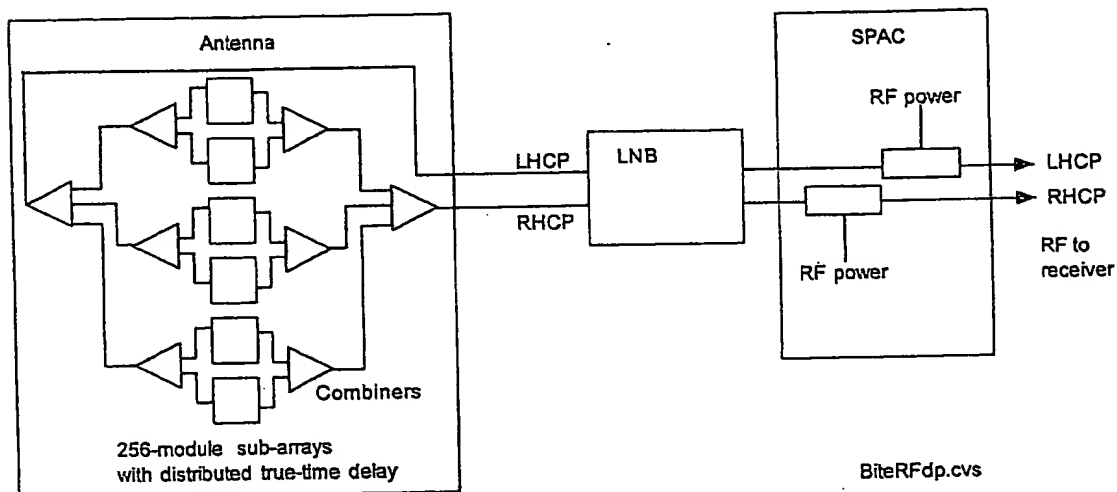 Antenna
SPAC
RF power
LHCP
LNB
LHCP
RHCP
RHCP
RF power
RF to
receiver
Combiners
256-module sub-arrays
with distributed true-time delay
BiteRFdp.cvs